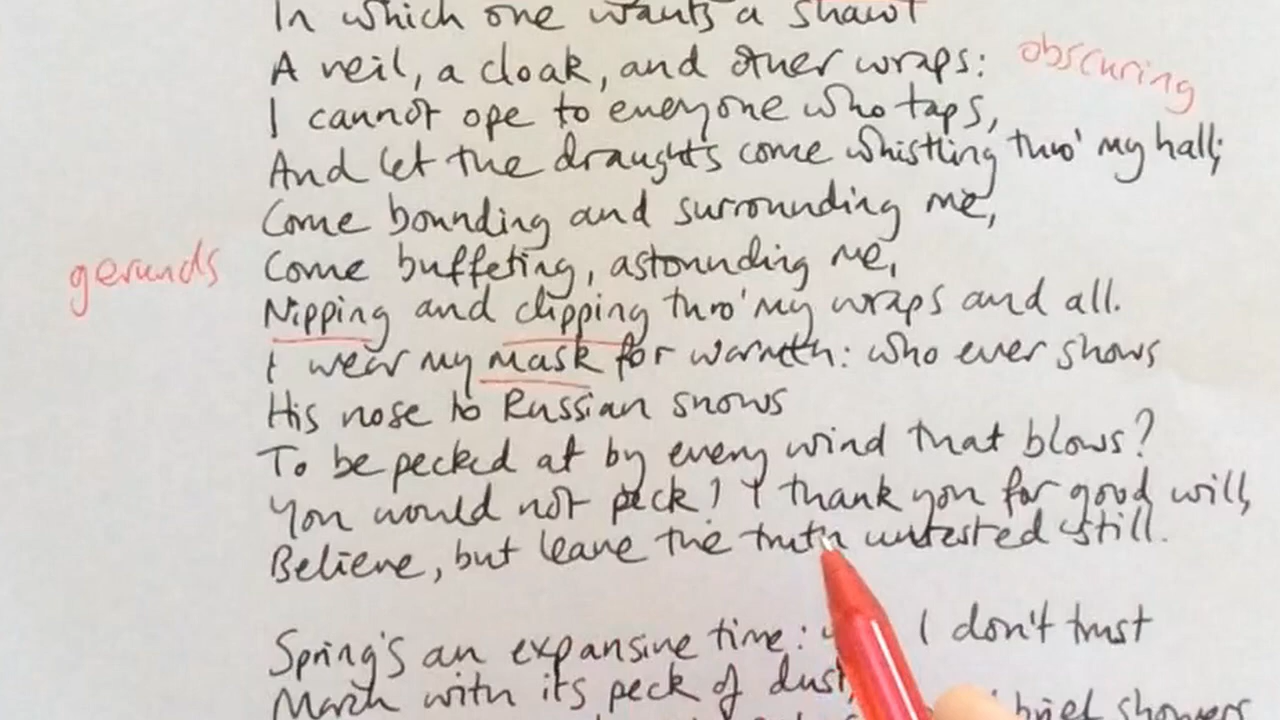 In which one wants a shawl
A veil, a cloak, and other wraps: obscuring
I cannot ope to everyone who taps,
And let the draughts come whistling thro' my hall;
Come bounding and surrounding me,
gerunds Come buffeting, astounding me,
Nipping and clipping thro' my wraps and all.
I wear my mask for warmth: who ever shows
His nose to Russian snows
To be pecked at by every wind that blows?
You would not peck? I thank you for good will,
Believe, but leave the truth untested still.
Spring's an expansive time: I don't trust
March with its peck of dust,
brief showers